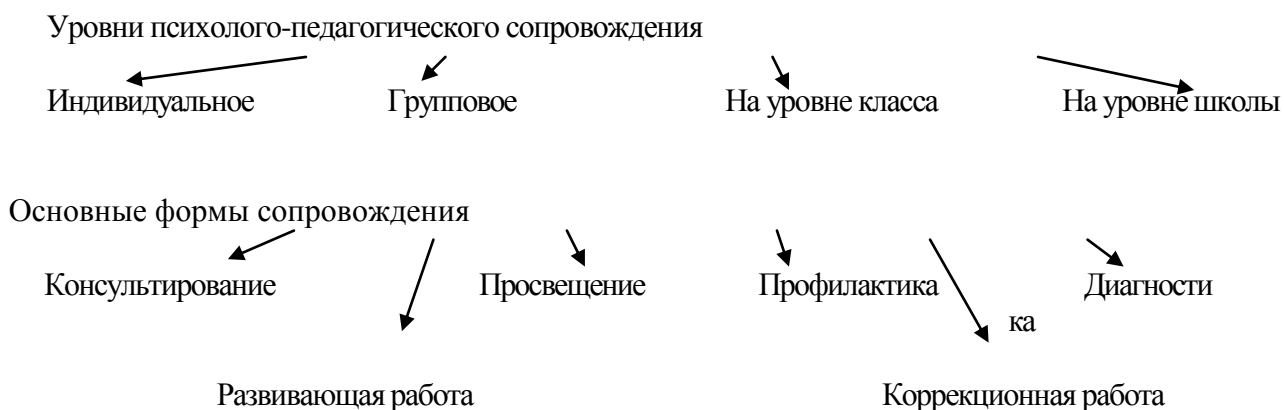 Уровни психолого-педагогического сопровождения
Индивидуальное Групповое На уровне класса На уровне школы
Основные формы сопровождения
Консультирование Просвещение Профилактика Диагности
ка
Развивающая работа Коррекционная работа